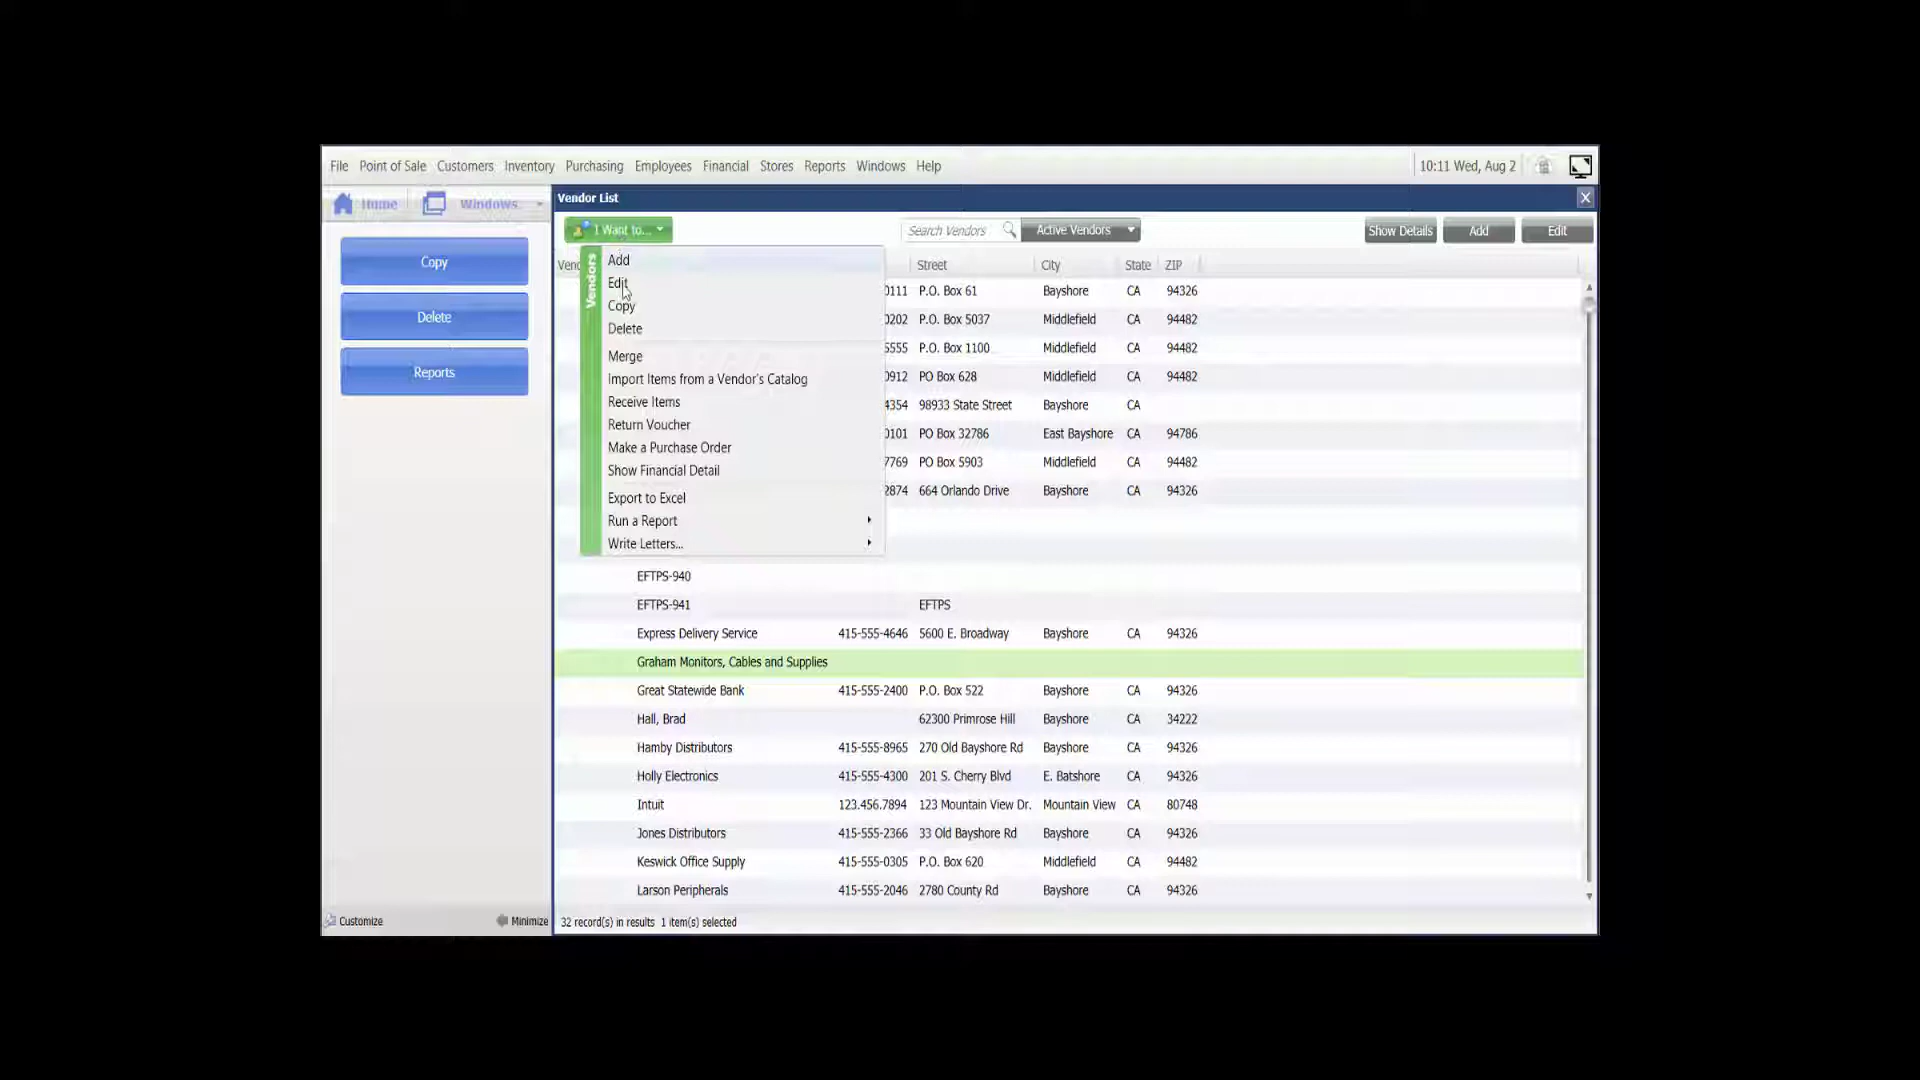 File Point of Sale Customers Inventory Purchasing Employees Financial Stores Reports Windows Help 10:11 Wed, Aug 2
Home Windows Vendor List
I Want to... Search Vendors Active Vendors Show Details Add Edit
Copy
Delete
Reports
Vendors
Add
Edit
Copy
Delete
Merge
Import Items from a Vendor's Catalog
Receive Items
Return Voucher
Make a Purchase Order
Show Financial Detail
Export to Excel
Run a Report
Write Letters...
Street City State ZIP
0111 P.O. Box 61 Bayshore CA 94326
0202 P.O. Box 5037 Middlefield CA 94482
5555 P.O. Box 1100 Middlefield CA 94482
0912 PO Box 628 Middlefield CA 94482
4354 98933 State Street Bayshore CA
0101 PO Box 32786 East Bayshore CA 94786
7769 PO Box 5903 Middlefield CA 94482
2874 664 Orlando Drive Bayshore CA 94326
EFTPS-940
EFTPS-941 EFTPS
Express Delivery Service 415-555-4646 5600 E. Broadway Bayshore CA 94326
Graham Monitors, Cables and Supplies
Great Statewide Bank 415-555-2400 P.O. Box 522 Bayshore CA 94326
Hall, Brad 62300 Primrose Hill Bayshore CA 34222
Hamby Distributors 415-555-8965 270 Old Bayshore Rd Bayshore CA 94326
Holly Electronics 415-555-4300 201 S. Cherry Blvd E. Batshore CA 94326
Intuit 123.456.7894 123 Mountain View Dr. Mountain View CA 80748
Jones Distributors 415-555-2366 33 Old Bayshore Rd Bayshore CA 94326
Keswick Office Supply 415-555-0305 P.O. Box 620 Middlefield CA 94482
Larson Peripherals 415-555-2046 2780 County Rd Bayshore CA 94326
Customize Minimize 32 record(s) in results 1 item(s) selected